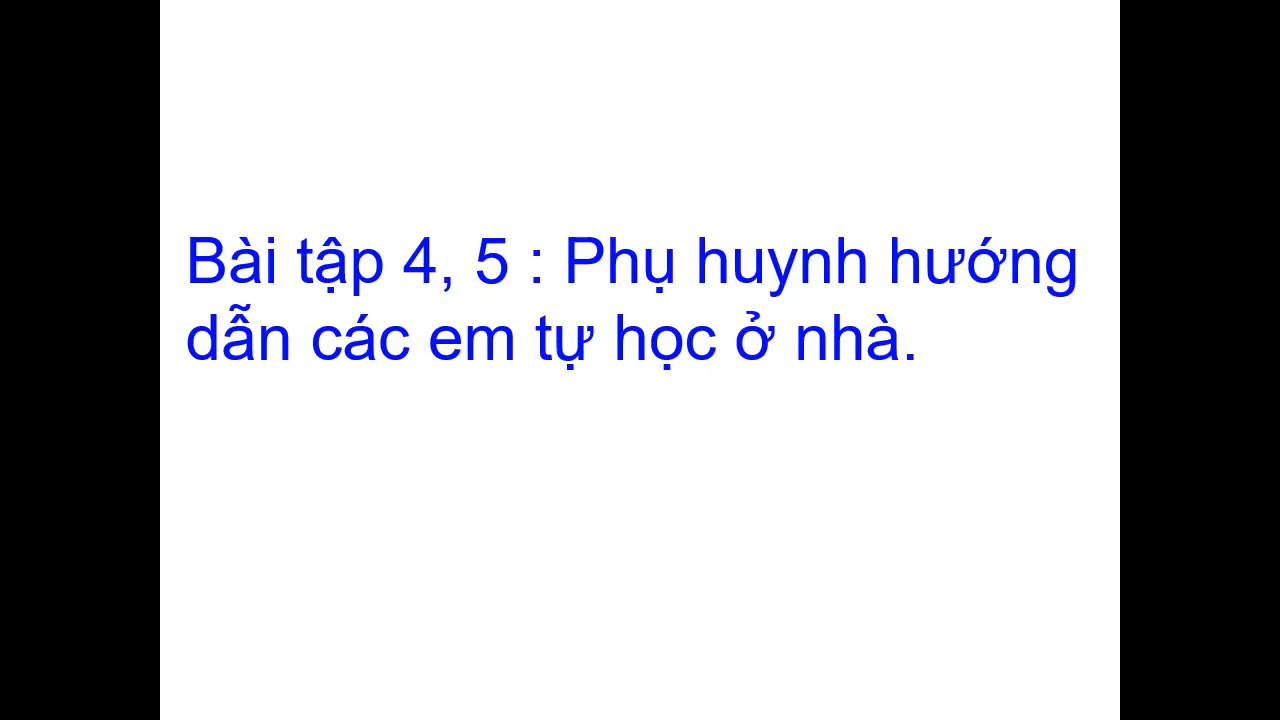 Bài tập 4, 5 : Phụ huynh hướng
dẫn các em tự học ở nhà.